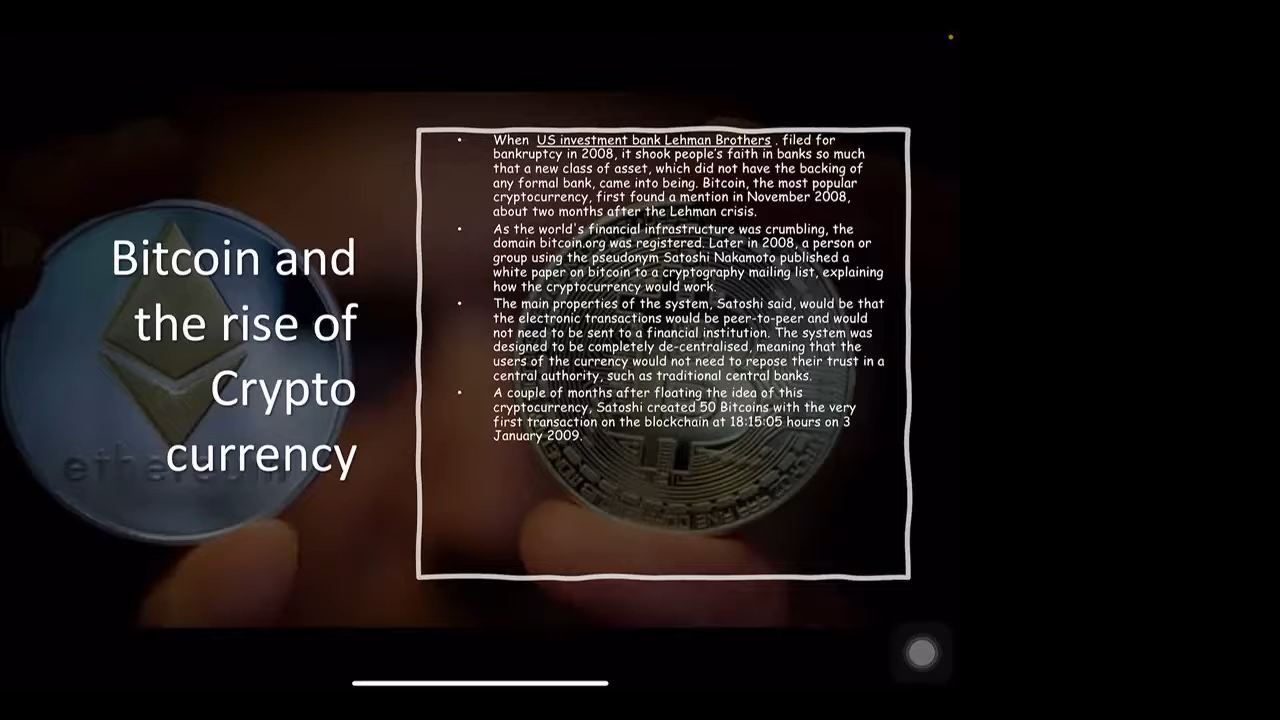 Bitcoin and
the rise of
Crypto
currency
• When US investment bank Lehman Brothers . filed for
bankruptcy in 2008, it shook people's faith in banks so much
that a new class of asset, which did not have the backing of
any formal bank, came into being. Bitcoin, the most popular
cryptocurrency, first found a mention in November 2008,
about two months after the Lehman crisis.
• As the world's financial infrastructure was crumbling, the
domain bitcoin.org was registered. Later in 2008, a person or
group using the pseudonym Satoshi Nakamoto published a
white paper on bitcoin to a cryptography mailing list, explaining
how the cryptocurrency would work.
• The main properties of the system, Satoshi said, would be that
the electronic transactions would be peer-to-peer and would
not need to be sent to a financial institution. The system was
designed to be completely de-centralised, meaning that the
users of the currency would not need to repose their trust in a
central authority, such as traditional central banks.
• A couple of months after floating the idea of this
cryptocurrency, Satoshi created 50 Bitcoins with the very
first transaction on the blockchain at 18:15:05 hours on 3
January 2009.
ethereum